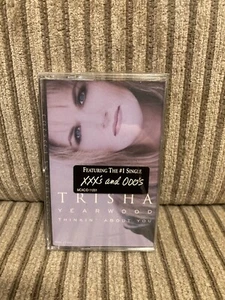 FEATURING THE #1 SINGLE
XXX's and OOO's
TRISHA
YEARWOOD
THINKIN' ABOUT YOU